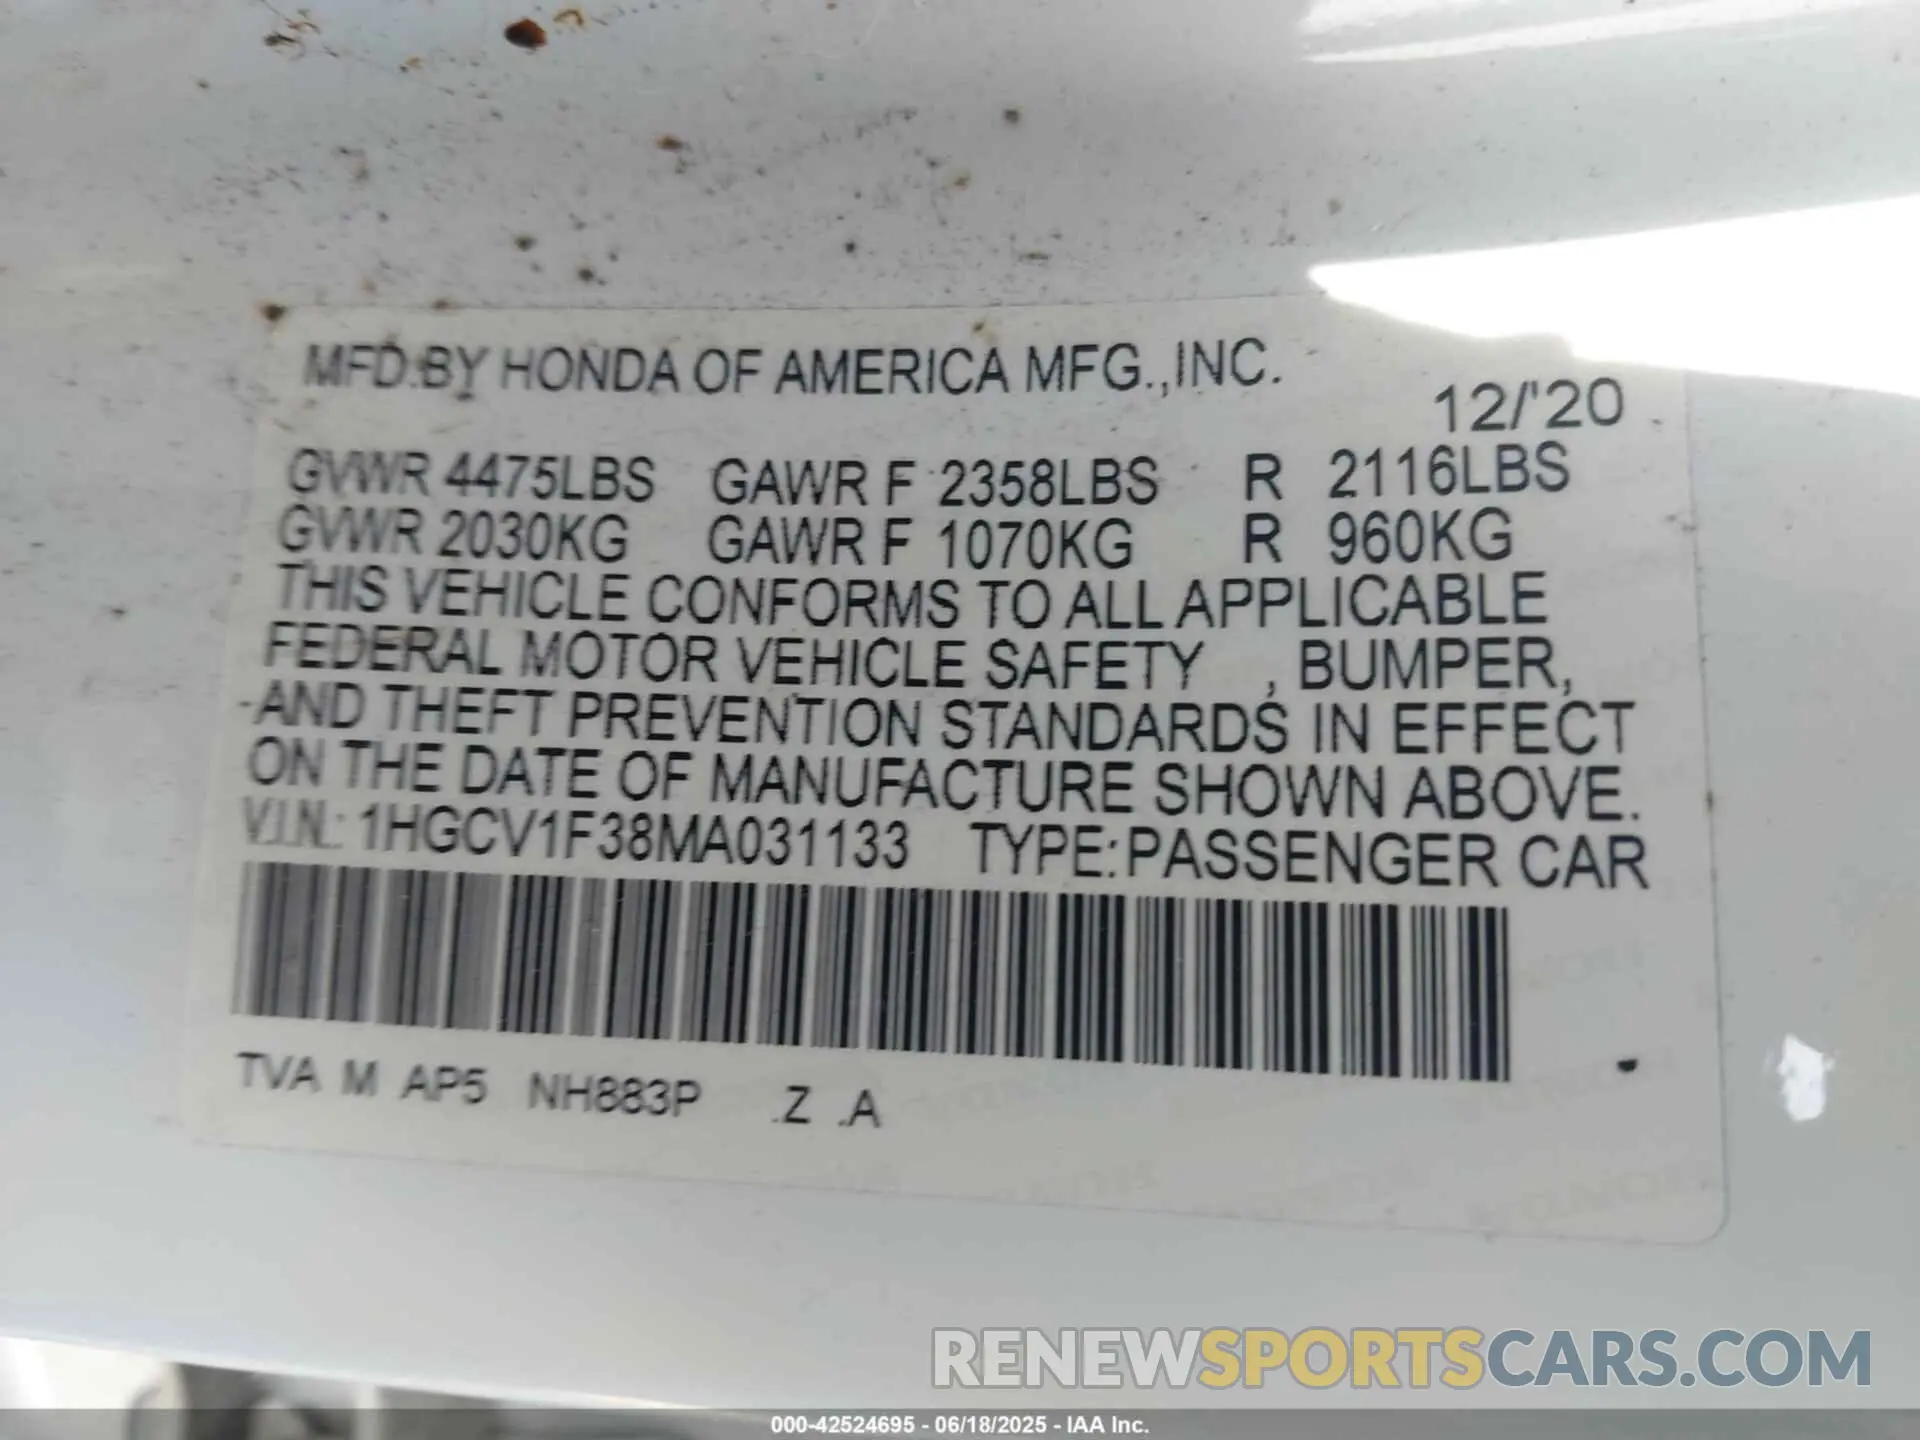 MFD.BY HONDA OF AMERICA MFG.,INC.
12/'20
GVWR 4475LBS GAWR F 2358LBS R 2116LBS
GVWR 2030KG GAWR F 1070KG R 960KG
THIS VEHICLE CONFORMS TO ALL APPLICABLE
FEDERAL MOTOR VEHICLE SAFETY , BUMPER,
AND THEFT PREVENTION STANDARDS IN EFFECT
ON THE DATE OF MANUFACTURE SHOWN ABOVE.
V.I.N.: 1HGCV1F38MA031133 TYPE:PASSENGER CAR
TVA M AP5 NH883P .Z .A
RENEWSPORTSCARS.COM
000-42524695 - 06/18/2025 - IAA Inc.